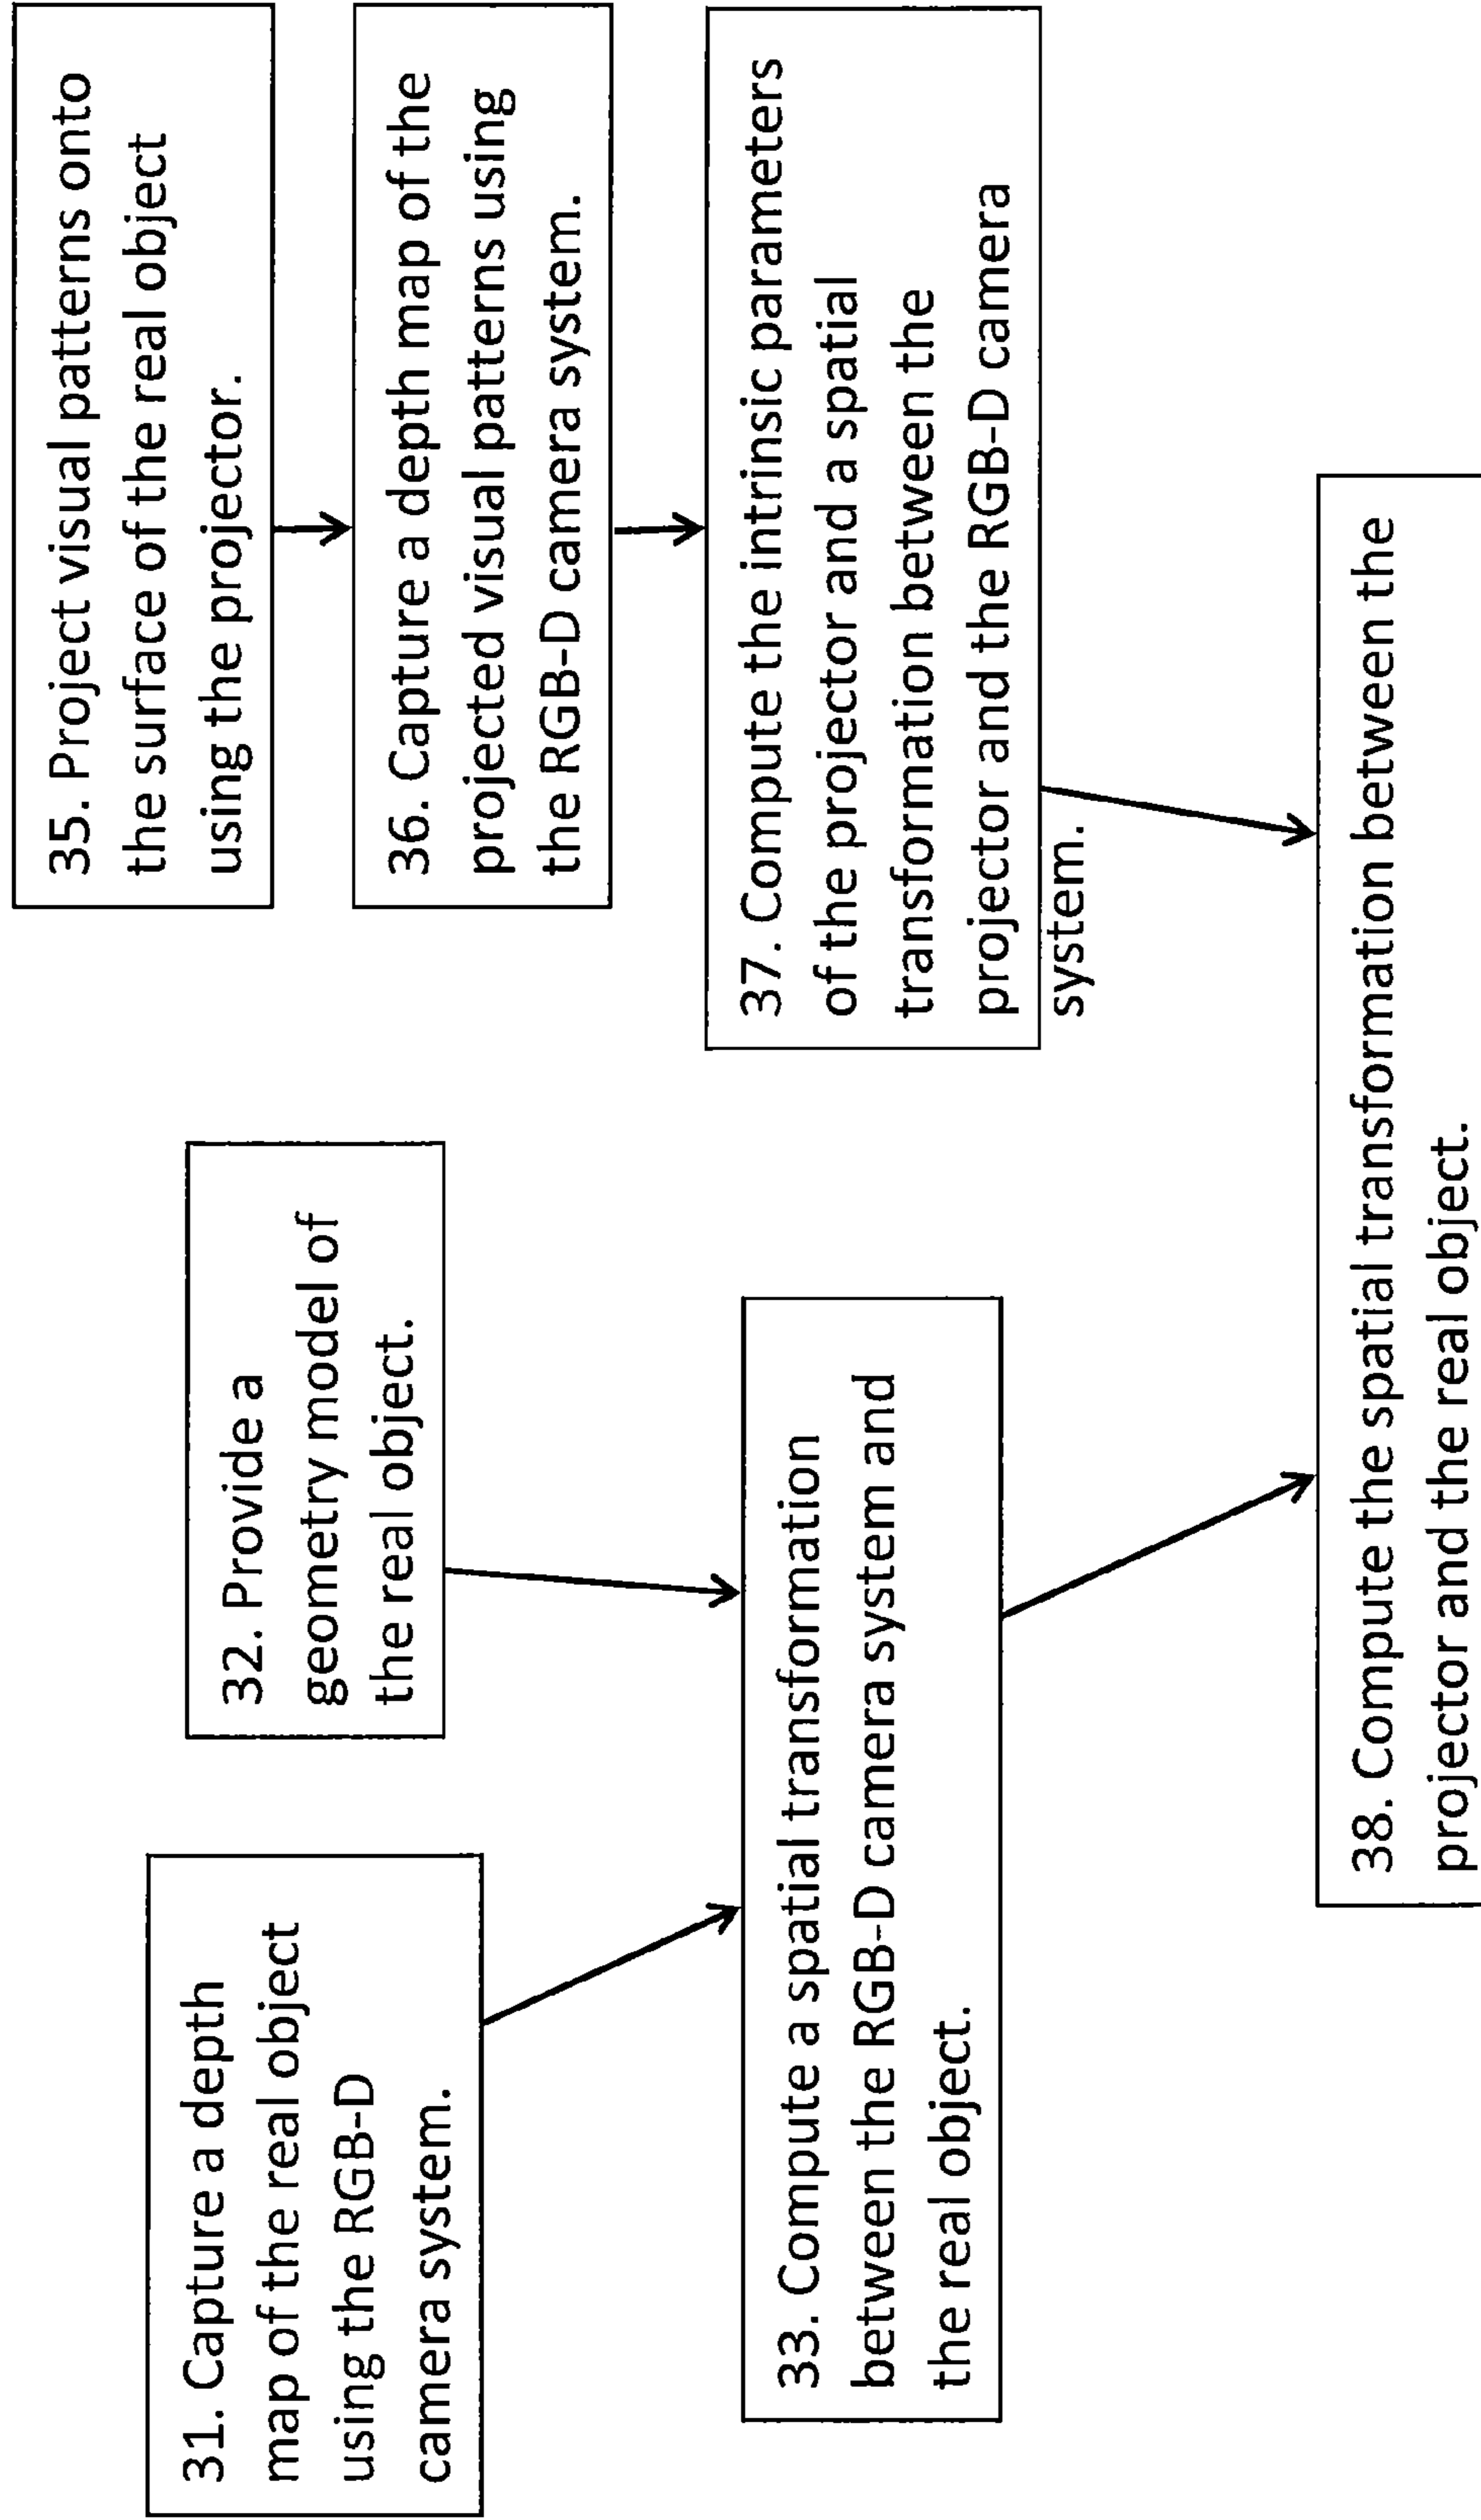 31. Capture a depth
map of the real object
using the RGB-D
camera system.
32. Provide a
geometry model of
the real object.
33. Compute a spatial transformation
between the RGB-D camera system and
the real object.
35. Project visual patterns onto
the surface of the real object
using the projector.
36. Capture a depth map of the
projected visual patterns using
the RGB-D camera system.
37. Compute the intrinsic parameters
of the projector and a spatial
transformation between the
projector and the RGB-D camera
system.
38. Compute the spatial transformation between the
projector and the real object.